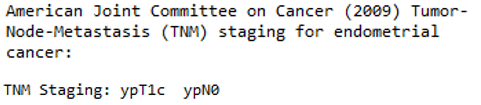 American Joint Committee on Cancer (2009) Tumor-
Node-Metastasis (TNM) staging for endometrial
cancer:
TNM Staging: ypT1c  ypN0